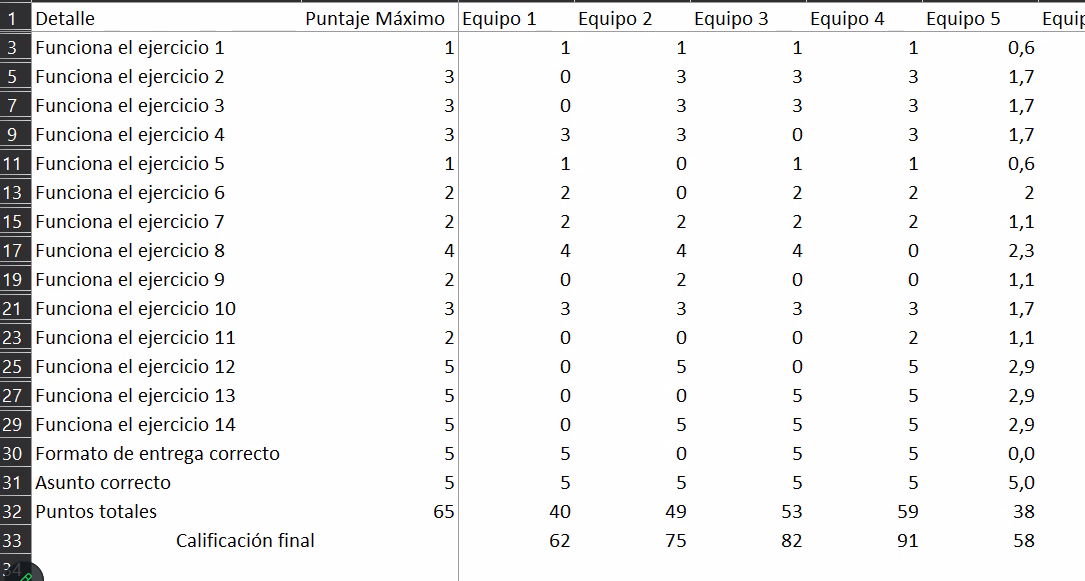 1 Detalle Puntaje Máximo Equipo 1 Equipo 2 Equipo 3 Equipo 4 Equipo 5
3 Funciona el ejercicio 1 1 1 1 1 1 0,6
5 Funciona el ejercicio 2 3 0 3 3 3 1,7
7 Funciona el ejercicio 3 3 0 3 3 3 1,7
9 Funciona el ejercicio 4 3 3 3 0 3 1,7
11 Funciona el ejercicio 5 1 1 0 1 1 0,6
13 Funciona el ejercicio 6 2 2 0 2 2 2
15 Funciona el ejercicio 7 2 2 2 2 2 1,1
17 Funciona el ejercicio 8 4 4 4 4 0 2,3
19 Funciona el ejercicio 9 2 0 2 0 0 1,1
21 Funciona el ejercicio 10 3 3 3 3 3 1,7
23 Funciona el ejercicio 11 2 0 0 0 2 1,1
25 Funciona el ejercicio 12 5 0 5 0 5 2,9
27 Funciona el ejercicio 13 5 0 0 5 5 2,9
29 Funciona el ejercicio 14 5 0 5 5 5 2,9
30 Formato de entrega correcto 5 5 0 5 5 0,0
31 Asunto correcto 5 5 5 5 5 5,0
32 Puntos totales 65 40 49 53 59 38
33 Calificación final 62 75 82 91 58
34